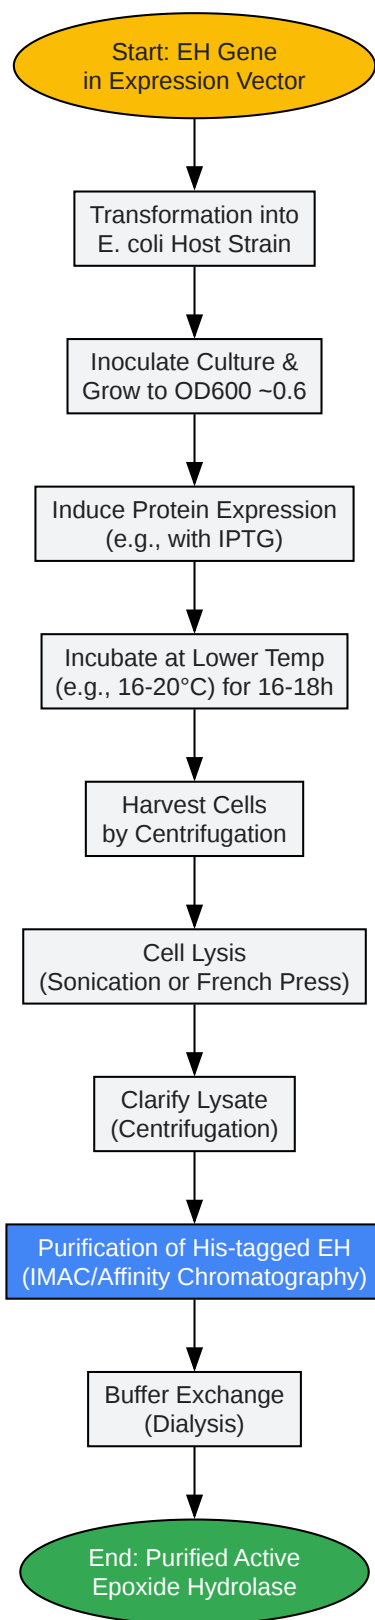 Start: EH Gene
in Expression Vector
Transformation into
E. coli Host Strain
Inoculate Culture &
Grow to OD600 ~0.6
Induce Protein Expression
(e.g., with IPTG)
Incubate at Lower Temp
(e.g., 16-20°C) for 16-18h
Harvest Cells
by Centrifugation
Cell Lysis
(Sonication or French Press)
Clarify Lysate
(Centrifugation)
Purification of His-tagged EH
(IMAC/Affinity Chromatography)
Buffer Exchange
(Dialysis)
End: Purified Active
Epoxide Hydrolase